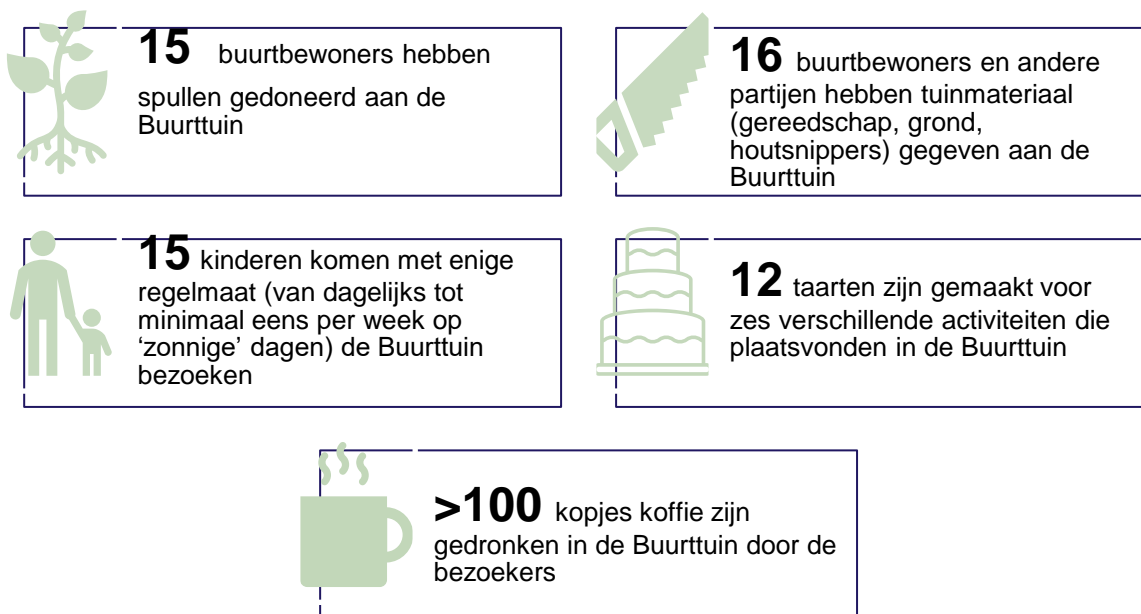 15 buurtbewoners hebben
spullen gedoneerd aan de
Buurttuin
16 buurtbewoners en andere
partijen hebben tuinmateriaal
(gereedschap, grond,
houtsnippers) gegeven aan de
Buurttuin
15 kinderen komen met enige
regelmaat (van dagelijks tot
minimaal eens per week op
‘zonnige’ dagen) de Buurttuin
bezoeken
12 taarten zijn gemaakt voor
zes verschillende activiteiten die
plaatsvonden in de Buurttuin
>100 kopjes koffie zijn
gedronken in de Buurttuin door de
bezoekers